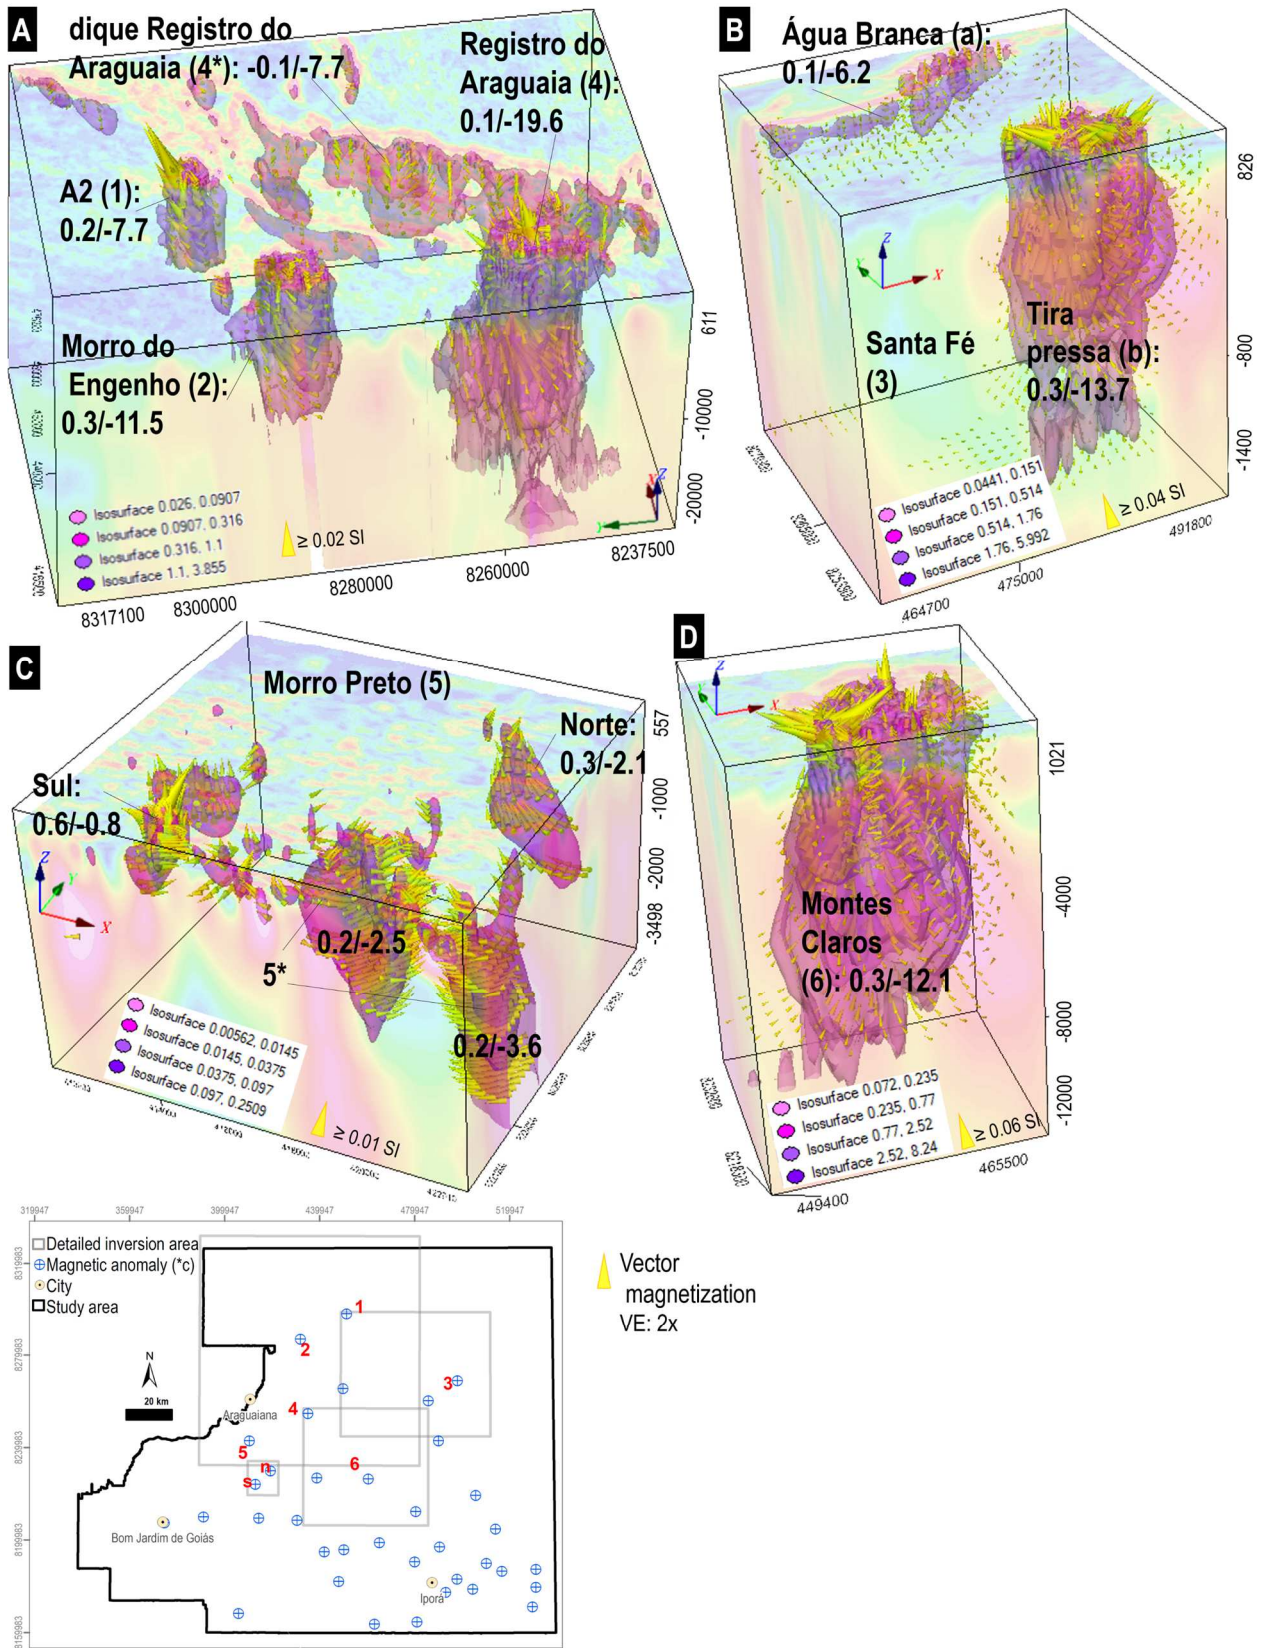 A
dique Registro do
Araguaia (4*): -0.1/-7.7
Registro do
Araguaia (4):
0.1/-19.6
A2 (1):
0.2/-7.7
Morro do
Engenho (2):
0.3/-11.5
611
-10000
-20000
Isosurface 0.026, 0.0907
Isosurface 0.0907, 0.316
Isosurface 0.316, 1.1
Isosurface 1.1, 3.855
≥ 0.02 SI
Z
Y
8317100
8300000
8280000
8260000
8237500
B
Água Branca (a):
0.1/-6.2
826
Z
Y
X
Santa Fé
(3)
Tira
pressa (b):
0.3/-13.7
-800
-1400
Isosurface 0.0441, 0.151
Isosurface 0.151, 0.514
Isosurface 0.514, 1.76
Isosurface 1.76, 5.992
≥ 0.04 SI
464700
475000
491800
C
Morro Preto (5)
Norte:
0.3/-2.1
557
-1000
-2000
-3498
Sul:
0.6/-0.8
Z
Y
X
0.2/-2.5
5*
0.2/-3.6
Isosurface 0.00562, 0.0145
Isosurface 0.0145, 0.0375
Isosurface 0.0375, 0.097
Isosurface 0.097, 0.2509
≥ 0.01 SI
D
Z
Y
X
1021
Montes
Claros
(6): 0.3/-12.1
-4000
-8000
-12000
Isosurface 0.072, 0.235
Isosurface 0.235, 0.77
Isosurface 0.77, 2.52
Isosurface 2.52, 8.24
≥ 0.06 SI
449400
465500
319947 359947 399947 439947 479947 519947
8319983
8279983
8239983
8199983
8159983
Detailed inversion area
Magnetic anomaly (*c)
City
Study area
N
20 km
1
2
3
4
5
n
s
6
Araguaiana
Bom Jardim de Goiás
Iporá
Vector
magnetization
VE: 2x